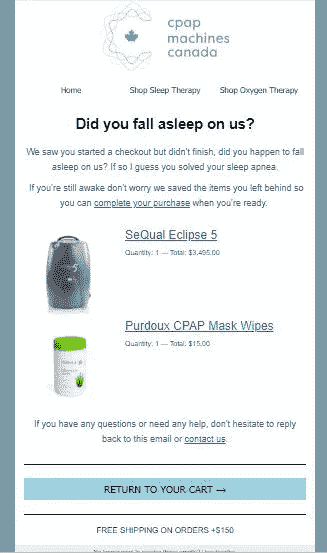 cpap
machines
canada
Home Shop Sleep Therapy Shop Oxygen Therapy
Did you fall asleep on us?
We saw you started a checkout but didn't finish, did you happen to fall
asleep on us? If so I guess you solved your sleep apnea.
If you're still awake don't worry we saved the items you left behind so
you can complete your purchase when you're ready.
SeQual Eclipse 5
Quantity: 1 — Total: $3,495.00
Purdoux CPAP Mask Wipes
Quantity: 1 — Total: $15.00
If you have any questions or need any help, don't hesitate to reply
back to this email or contact us.
RETURN TO YOUR CART →
FREE SHIPPING ON ORDERS +$150